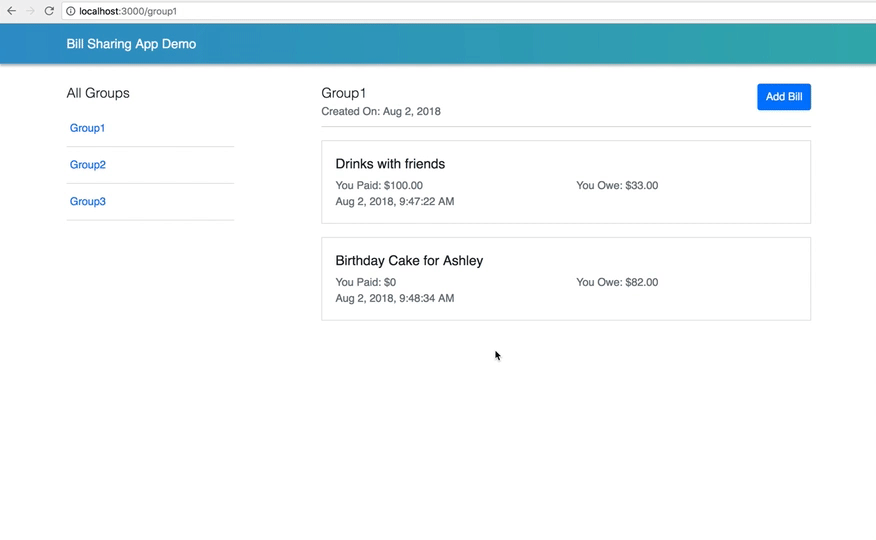 localhost:3000/group1
Bill Sharing App Demo
All Groups
Group1
Group2
Group3
Group1
Created On: Aug 2, 2018
Add Bill
Drinks with friends
You Paid: $100.00
You Owe: $33.00
Aug 2, 2018, 9:47:22 AM
Birthday Cake for Ashley
You Paid: $0
You Owe: $82.00
Aug 2, 2018, 9:48:34 AM